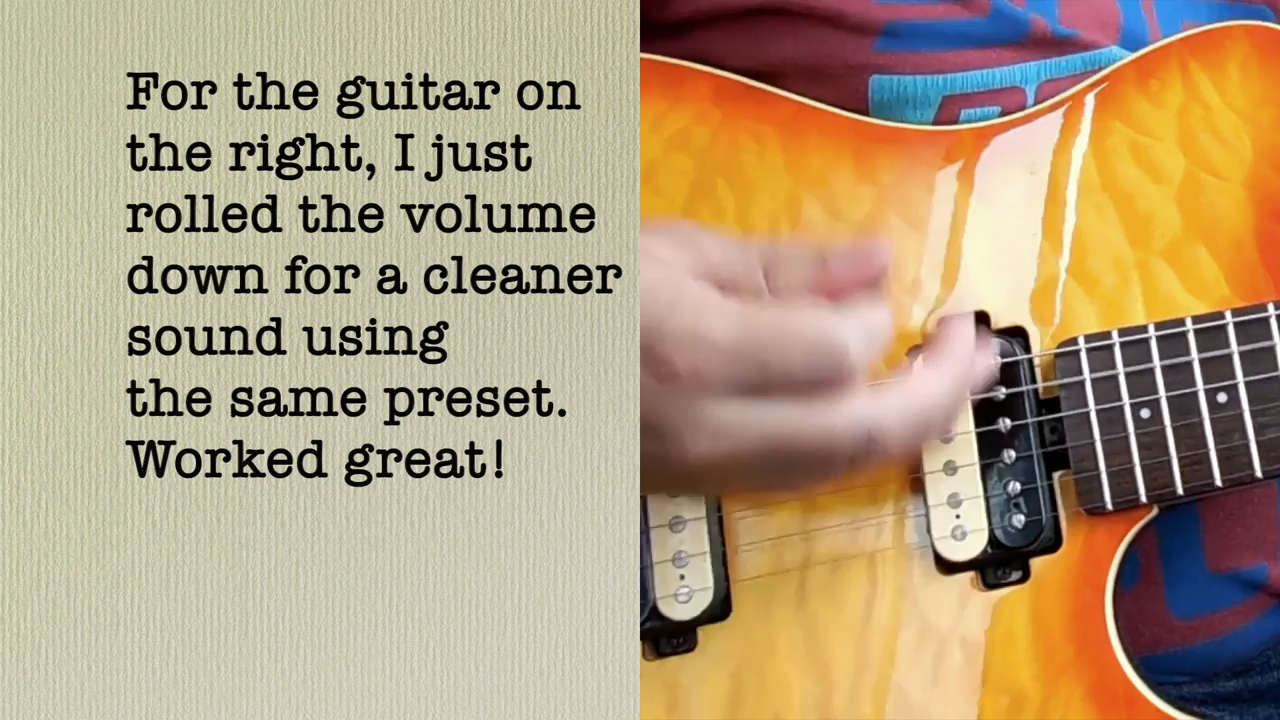 For the guitar on
the right, I just
rolled the volume
down for a cleaner
sound using
the same preset.
Worked great!